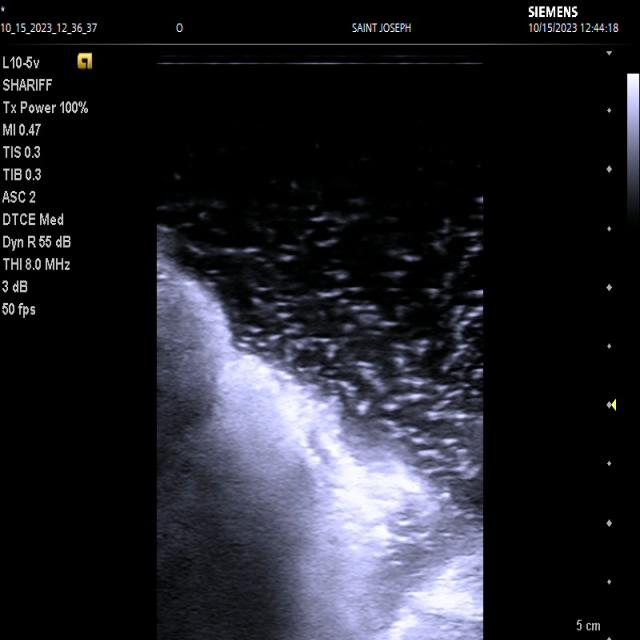 *
SIEMENS
10_15_2023_12_36_37 O SAINT JOSEPH 10/15/2023 12:44:18
L10-5v
SHARIFF
Tx Power 100%
MI 0.47
TIS 0.3
TIB 0.3
ASC 2
DTCE Med
Dyn R 55 dB
THI 8.0 MHz
3 dB
50 fps
5 cm